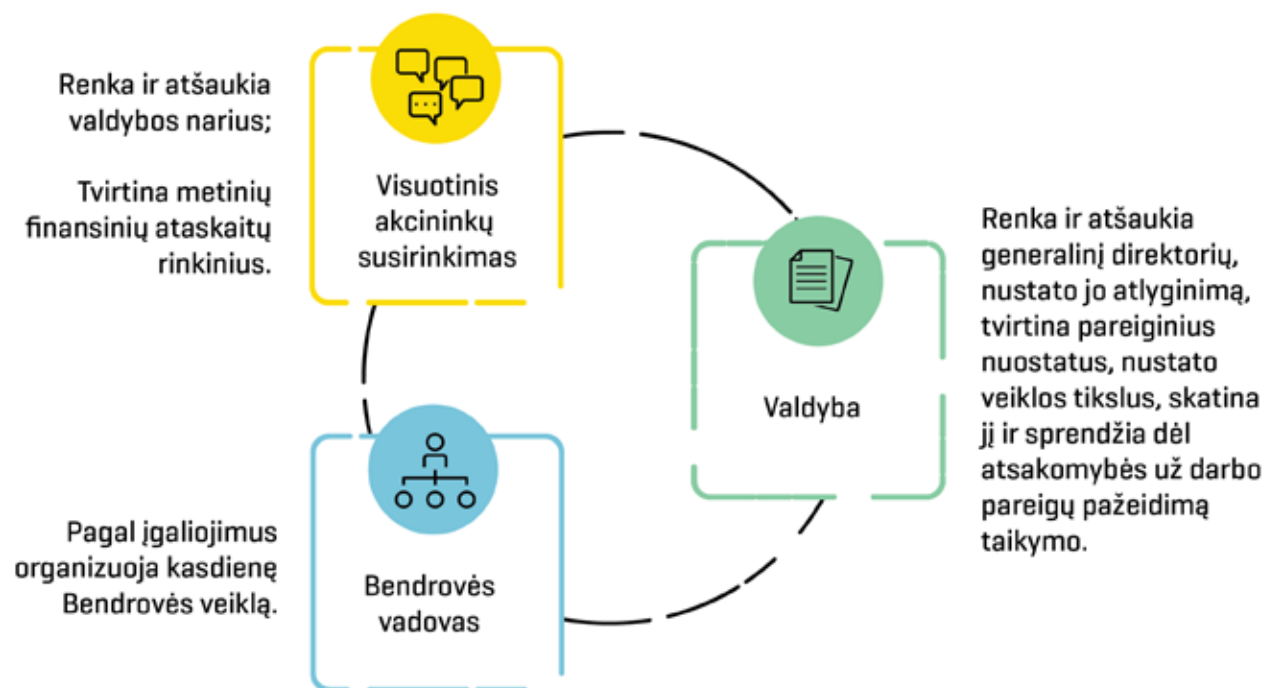 Renka ir atšaukia
valdybos narius;
Tvirtina metinių
finansinių ataskaitų
rinkinius.
Visuotinis
akcininkų
susirinkimas
Valdyba
Renka ir atšaukia
generalinį direktorių,
nustato jo atlyginimą,
tvirtina pareiginius
nuostatus, nustato
veiklos tikslus, skatina
jį ir sprendžia dėl
atsakomybės už darbo
pareigų pažeidimą
taikymo.
Pagal įgaliojimus
organizuoja kasdienę
Bendrovės veiklą.
Bendrovės
vadovas